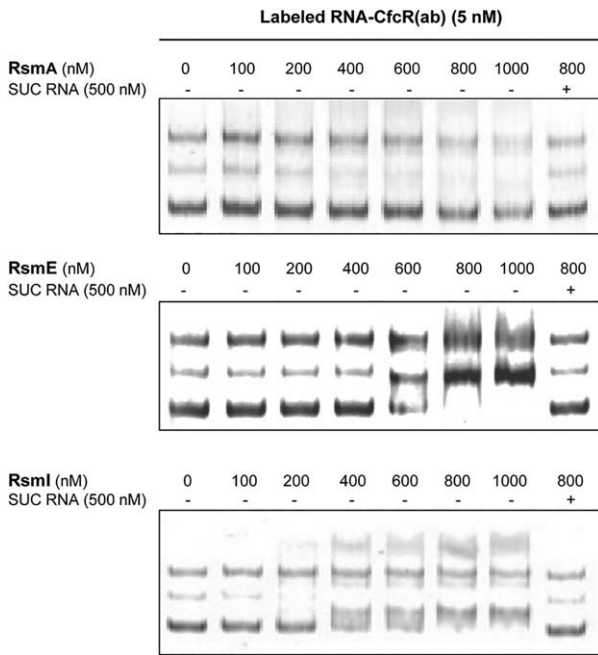 Labeled RNA-CfcR(ab) (5 nM)
RsmA (nM) 0 100 200 400 600 800 1000 800
SUC RNA (500 nM) - - - - - - - +
RsmE (nM) 0 100 200 400 600 800 1000 800
SUC RNA (500 nM) - - - - - - - +
RsmI (nM) 0 100 200 400 600 800 1000 800
SUC RNA (500 nM) - - - - - - - +